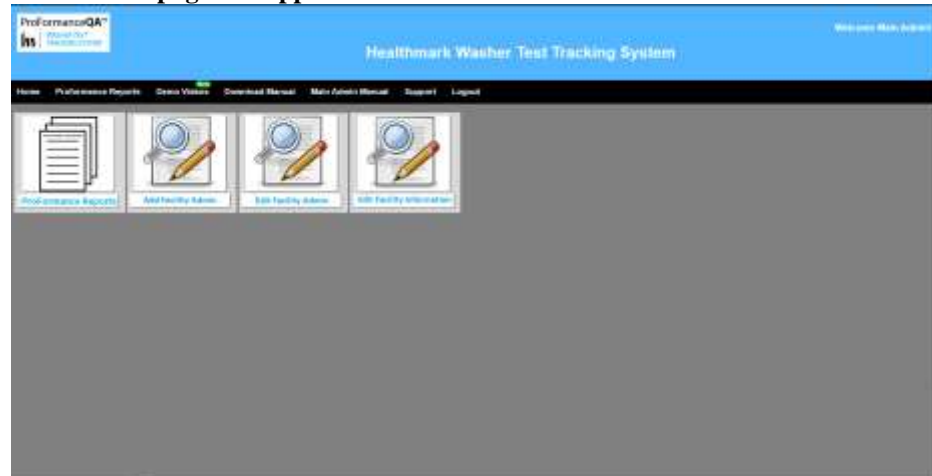 ProFormanceQA™
Healthmark Washer Test Tracking System
Welcome Main Admin!
Home Proformance Reports Demo Videos Download Manual Main Admin Manual Support Logout
ProFormance Reports
Add Facility Admin
Edit Facility Admin
Edit Facility Information